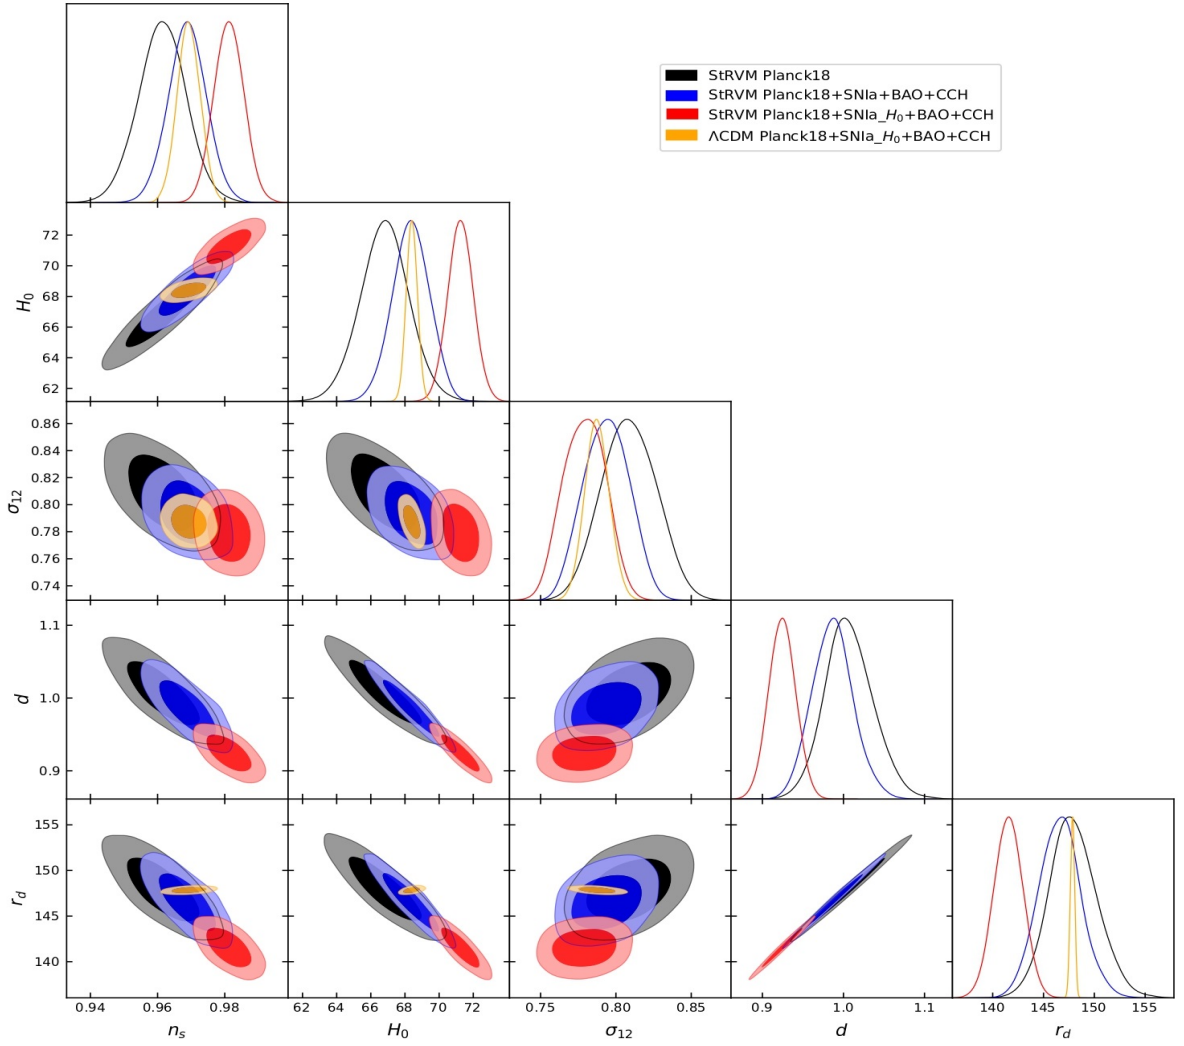 StRVM Planck18
StRVM Planck18+SNIa+BAO+CCH
StRVM Planck18+SNIa_H₀+BAO+CCH
ΛCDM Planck18+SNIa_H₀+BAO+CCH
72
70
68
66
64
62
H₀
0.86
0.84
0.82
0.80
0.78
0.76
0.74
σ₁₂
1.1
1.0
0.9
d
155
150
145
140
r_d
0.94 0.96 0.98
62 64 66 68 70 72
0.75 0.80 0.85
0.9 1.0 1.1
140 145 150 155
n_s H₀ σ₁₂ d r_d